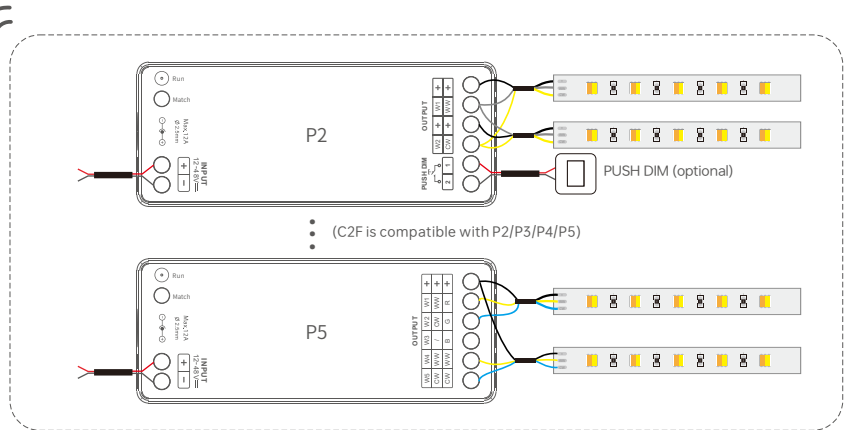 Run
Match
Max.12A
Ø 2.5mm
INPUT
12-48V
+
−
P2
OUTPUT
+ +
W1 WW
+ +
W2 CW
PUSH DIM
1
2
PUSH DIM (optional)
(C2F is compatible with P2/P3/P4/P5)
Run
Match
Max.12A
Ø 2.5mm
INPUT
12-48V
+
−
P5
OUTPUT
+ + +
W1 WW R
W2 CW G
W3 / B
W4 WW WW
W5 CW CW